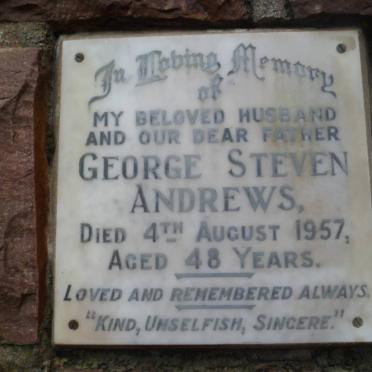 In Loving Memory
of
MY BELOVED HUSBAND
AND OUR DEAR FATHER
GEORGE STEVEN
ANDREWS,
DIED 4TH AUGUST 1957,
AGED 48 YEARS.
LOVED AND REMEMBERED ALWAYS.
"KIND, UNSELFISH, SINCERE."